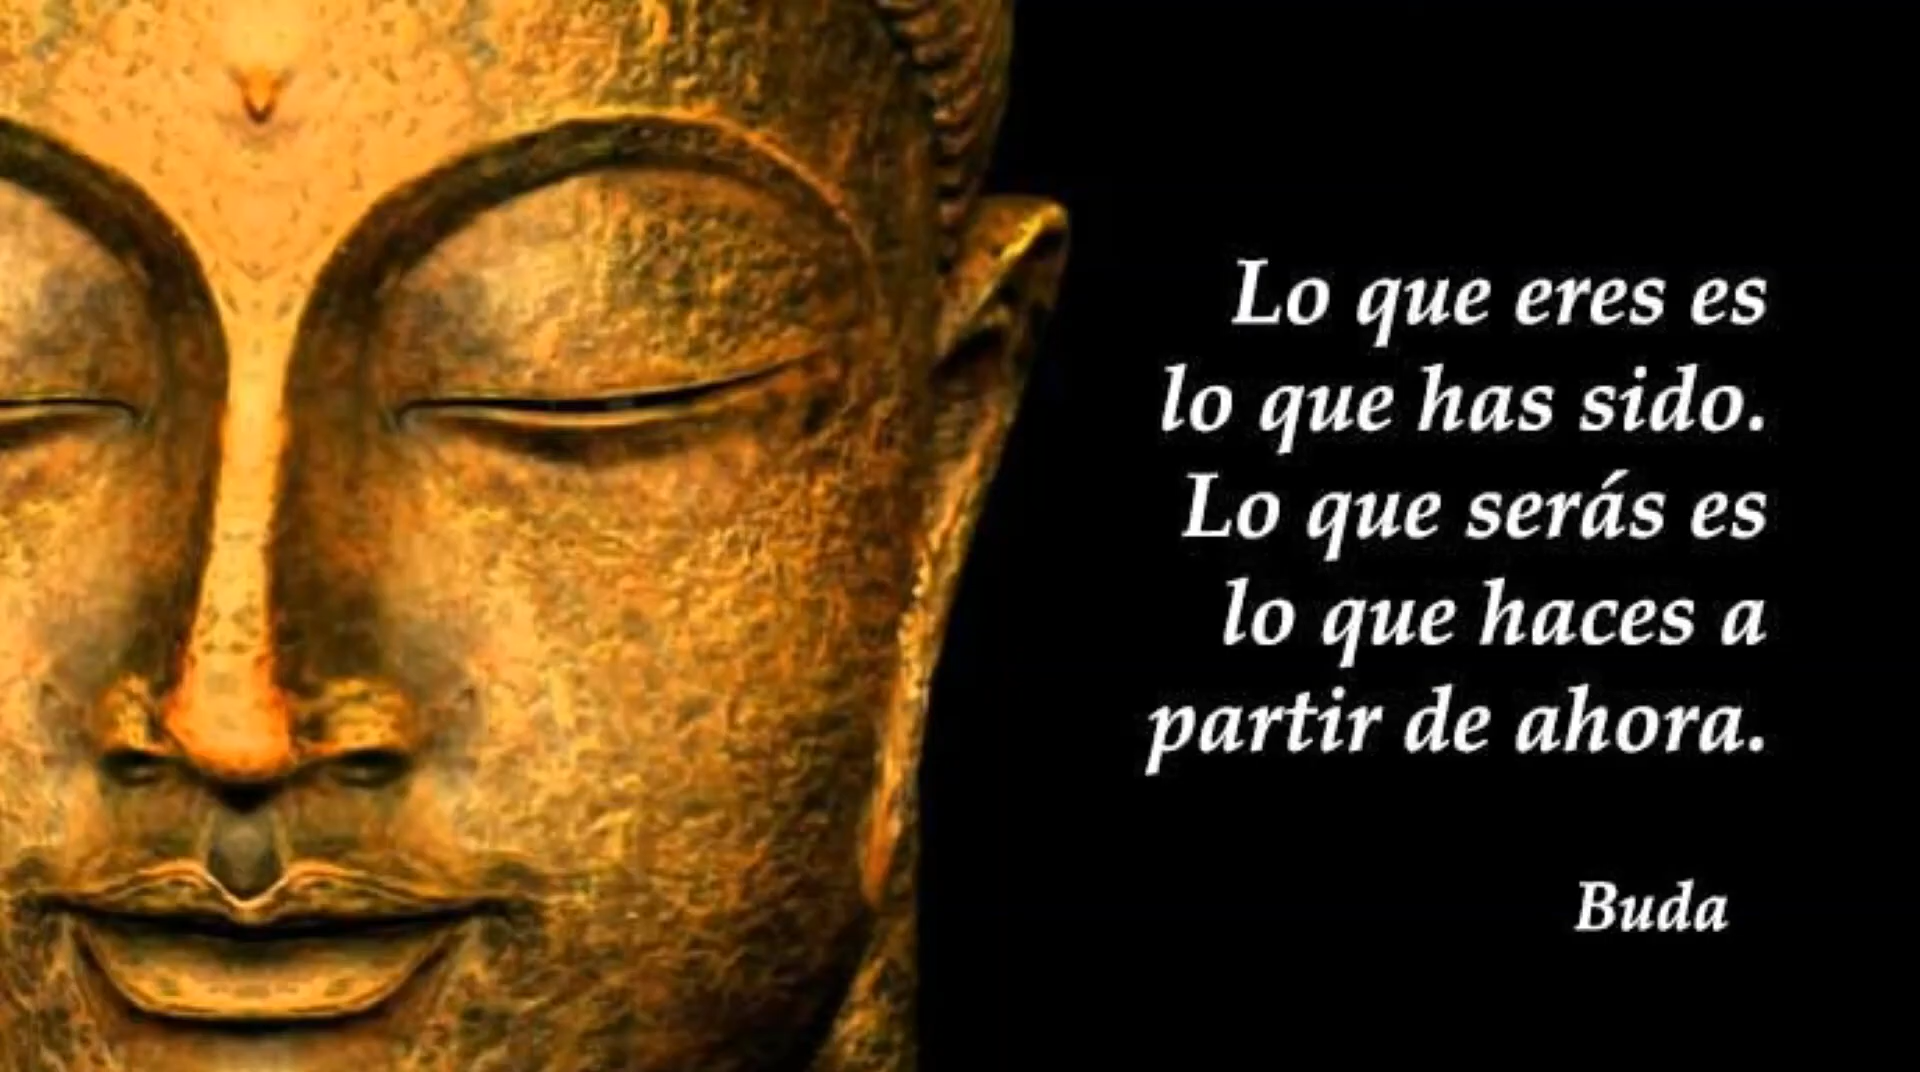 Lo que eres es
lo que has sido.
Lo que serás es
lo que haces a
partir de ahora.
Buda